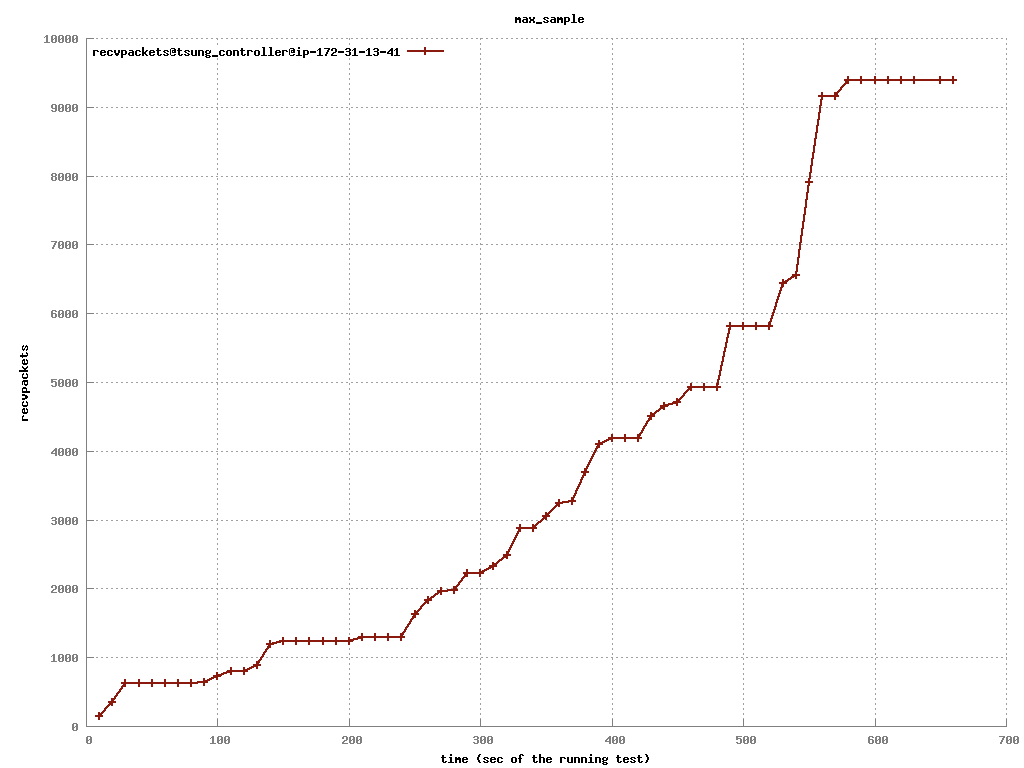 max_sample
recvpackets@tsung_controller@ip-172-31-13-41
10000
9000
8000
7000
6000
5000
4000
3000
2000
1000
0
recvpackets
0 100 200 300 400 500 600 700
time (sec of the running test)